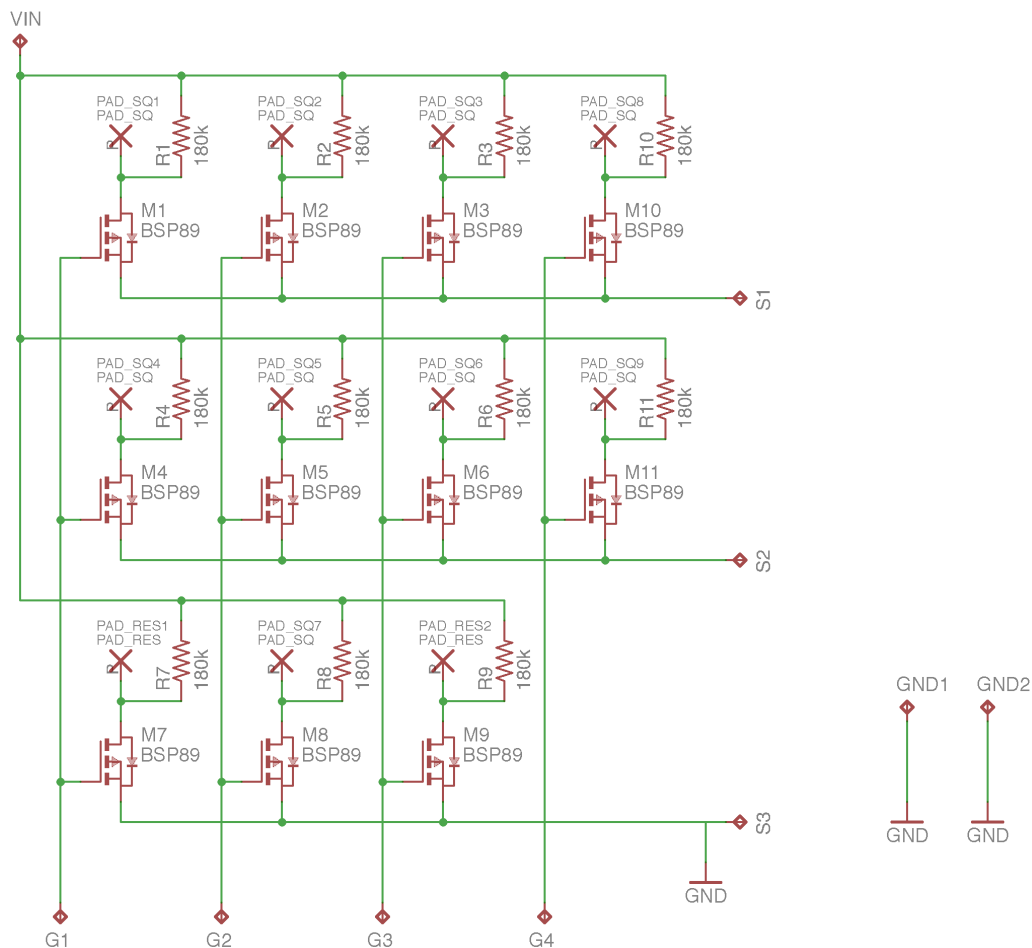 VIN
PAD_SQ1
PAD_SQ
P
R1
180k
M1
BSP89
PAD_SQ2
PAD_SQ
P
R2
180k
M2
BSP89
PAD_SQ3
PAD_SQ
P
R3
180k
M3
BSP89
PAD_SQ8
PAD_SQ
P
R10
180k
M10
BSP89
S1
PAD_SQ4
PAD_SQ
P
R4
180k
M4
BSP89
PAD_SQ5
PAD_SQ
P
R5
180k
M5
BSP89
PAD_SQ6
PAD_SQ
P
R6
180k
M6
BSP89
PAD_SQ9
PAD_SQ
P
R11
180k
M11
BSP89
S2
PAD_RES1
PAD_RES
P
R7
180k
M7
BSP89
PAD_SQ7
PAD_SQ
P
R8
180k
M8
BSP89
PAD_RES2
PAD_RES
P
R9
180k
M9
BSP89
S3
GND
GND1
GND
GND2
GND
G1
G2
G3
G4